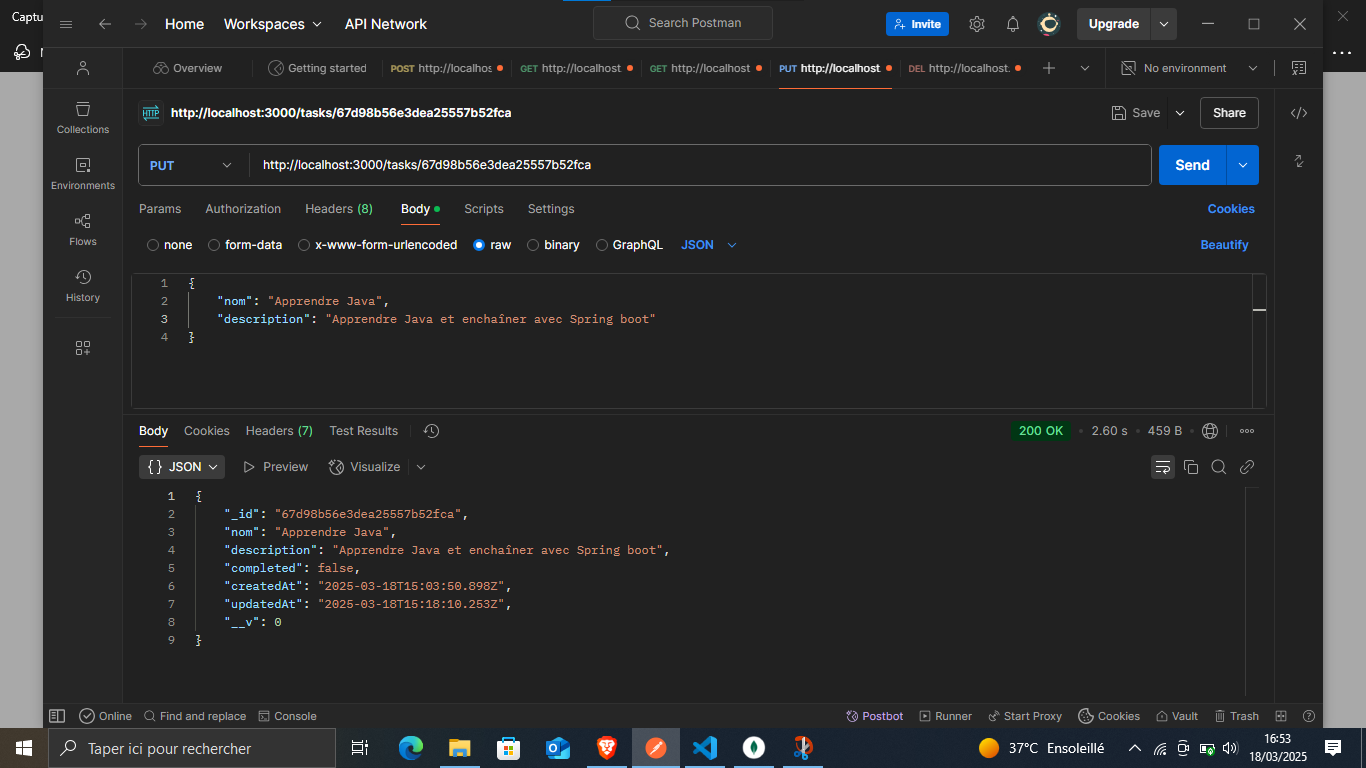 Captu
Home Workspaces API Network Search Postman Invite Upgrade
Overview Getting started POST http://localhos GET http://localhost GET http://localhost PUT http://localhost. DEL http://localhost. No environment
HTTP http://localhost:3000/tasks/67d98b56e3dea25557b52fca Save Share
Collections
PUT http://localhost:3000/tasks/67d98b56e3dea25557b52fca Send
Environments
Params Authorization Headers (8) Body Scripts Settings Cookies
Flows
none form-data x-www-form-urlencoded raw binary GraphQL JSON Beautify
History
1 {
2 "nom": "Apprendre Java",
3 "description": "Apprendre Java et enchaîner avec Spring boot"
4 }
Body Cookies Headers (7) Test Results 200 OK • 2.60 s • 459 B
{} JSON Preview Visualize
1 {
2 "_id": "67d98b56e3dea25557b52fca",
3 "nom": "Apprendre Java",
4 "description": "Apprendre Java et enchaîner avec Spring boot",
5 "completed": false,
6 "createdAt": "2025-03-18T15:03:50.898Z",
7 "updatedAt": "2025-03-18T15:18:10.253Z",
8 "__v": 0
9 }
Online Find and replace Console Postbot Runner Start Proxy Cookies Vault Trash
Taper ici pour rechercher 37°C Ensoleillé 16:53
18/03/2025